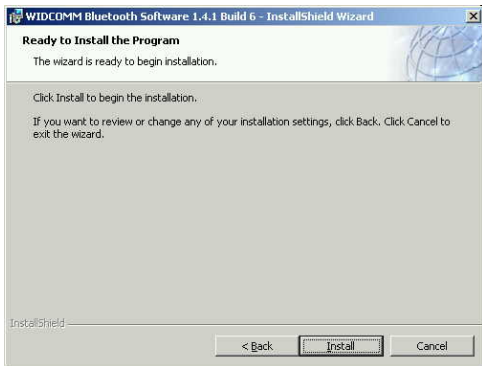 WIDCOMM Bluetooth Software 1.4.1 Build 6 - InstallShield Wizard
Ready to Install the Program
The wizard is ready to begin installation.
Click Install to begin the installation.
If you want to review or change any of your installation settings, click Back. Click Cancel to
exit the wizard.
InstallShield
< Back
Install
Cancel